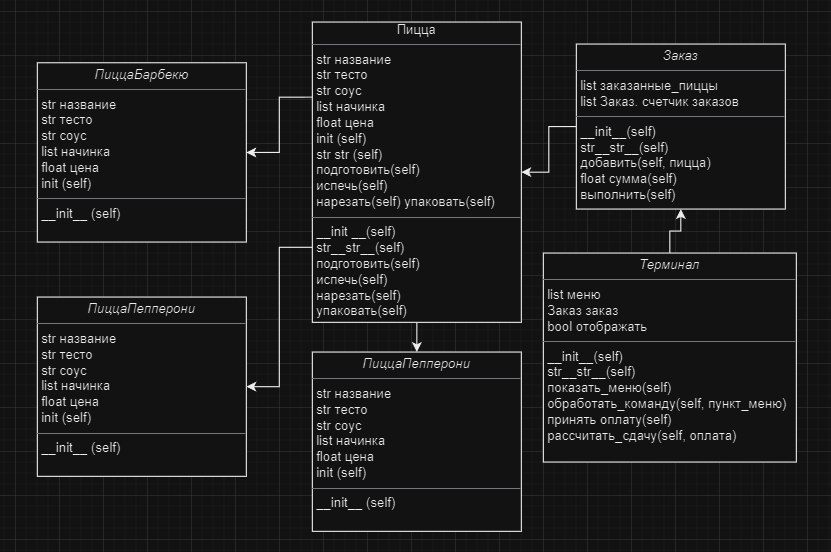 Пицца
str название
str тесто
str соус
list начинка
float цена
init (self)
str str (self)
подготовить(self)
испечь(self)
нарезать(self) упаковать(self)
__init __(self)
str__str__(self)
подготовить(self)
испечь(self)
нарезать(self)
упаковать(self)
ПиццаБарбекю
str название
str тесто
str соус
list начинка
float цена
init (self)
__init__ (self)
Заказ
list заказанные_пиццы
list Заказ. счетчик заказов
__init__(self)
str__str__(self)
добавить(self, пицца)
float сумма(self)
выполнить(self)
ПиццаПепперони
str название
str тесто
str соус
list начинка
float цена
init (self)
__init__ (self)
ПиццаПепперони
str название
str тесто
str соус
list начинка
float цена
init (self)
__init__ (self)
Терминал
list меню
Заказ заказ
bool отображать
__init__(self)
str__str__(self)
показать_меню(self)
обработать_команду(self, пункт_меню)
принять оплату(self)
рассчитать_сдачу(self, оплата)